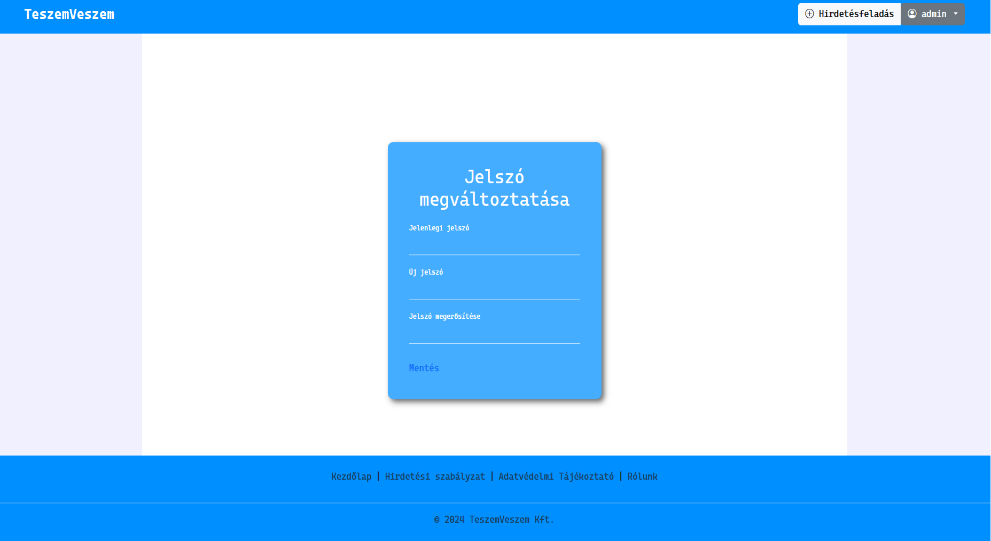 TeszemVeszem
Hirdetésfeladás admin
Jelszó
megváltoztatása
Jelenlegi jelszó
Új jelszó
Jelszó megerősítése
Mentés
Kezdőlap | Hirdetési szabályzat | Adatvédelmi Tájékoztató | Rólunk
© 2024 TeszemVeszem Kft.